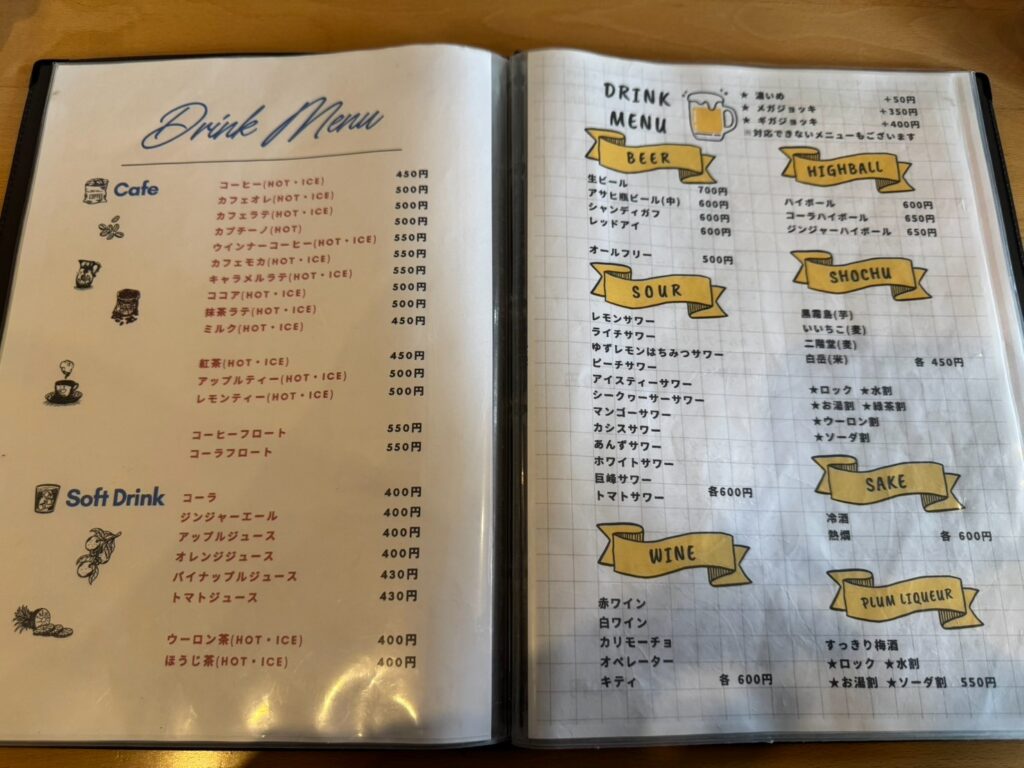 Drink Menu
Cafe
コーヒー(HOT・ICE) 450円
カフェオレ(HOT・ICE) 500円
カフェラテ(HOT・ICE) 500円
カプチーノ(HOT) 500円
ウインナーコーヒー(HOT・ICE) 550円
カフェモカ(HOT・ICE) 550円
キャラメルラテ(HOT・ICE) 550円
ココア(HOT・ICE) 500円
抹茶ラテ(HOT・ICE) 500円
ミルク(HOT・ICE) 450円
紅茶(HOT・ICE) 450円
アップルティー(HOT・ICE) 500円
レモンティー(HOT・ICE) 500円
コーヒーフロート 550円
コーラフロート 550円
Soft Drink
コーラ 400円
ジンジャーエール 400円
アップルジュース 400円
オレンジジュース 400円
パイナップルジュース 430円
トマトジュース 430円
ウーロン茶(HOT・ICE) 400円
ほうじ茶(HOT・ICE) 400円
DRINK
MENU
★ 濃いめ +50円
★ メガジョッキ +350円
★ ギガジョッキ +400円
※対応できないメニューもございます
BEER
生ビール 700円
アサヒ瓶ビール(中) 600円
シャンディガフ 600円
レッドアイ 600円
オールフリー 500円
SOUR
レモンサワー
ライチサワー
ゆずレモンはちみつサワー
ピーチサワー
アイスティーサワー
シークヮーサーサワー
マンゴーサワー
カシスサワー
あんずサワー
ホワイトサワー
巨峰サワー
トマトサワー 各600円
WINE
赤ワイン
白ワイン
カリモーチョ
オペレーター
キティ 各 600円
HIGHBALL
ハイボール 600円
コーラハイボール 650円
ジンジャーハイボール 650円
SHOCHU
黒霧島(芋)
いいちこ(麦)
二階堂(麦)
白岳(米) 各 450円
★ロック ★水割
★お湯割 ★緑茶割
★ウーロン割
★ソーダ割
SAKE
冷酒
熱燗 各 600円
PLUM LIQUEUR
すっきり梅酒
★ロック ★水割
★お湯割 ★ソーダ割 550円